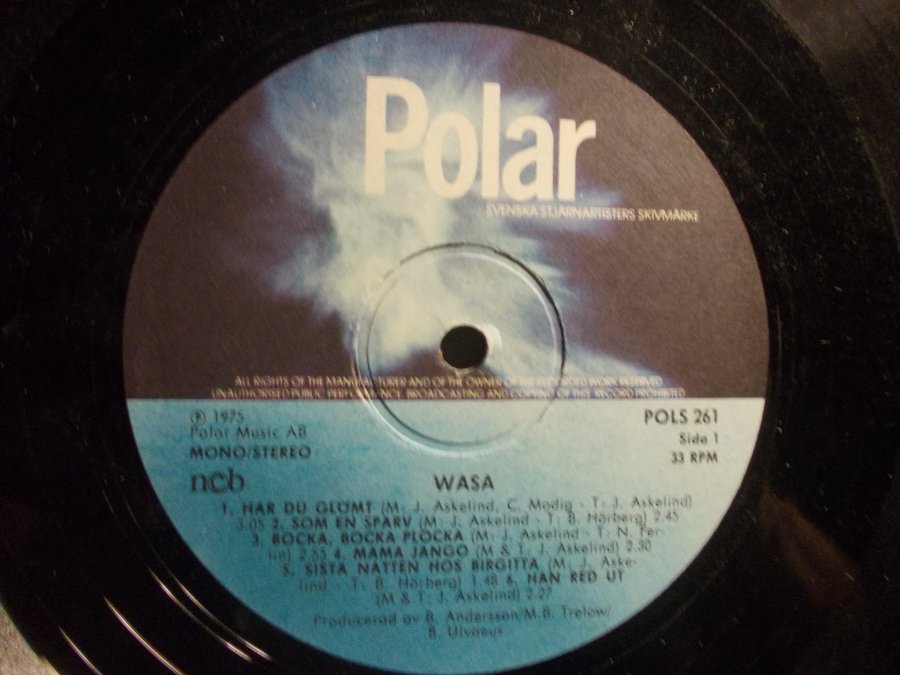 Polar
SVENSKA STJÄRNARTISTERS SKIVMÄRKE
ALL RIGHTS OF THE MANUFACTURER AND OF THE OWNER OF THE RECORDED WORK RESERVED
UNAUTHORISED PUBLIC PERFORMANCE, BROADCASTING AND COPYING OF THIS RECORD PROHIBITED
Ⓟ 1975
Polar Music AB
MONO/STEREO
ncb
POLS 261
Side 1
33 RPM
WASA
1. HAR DU GLÖMT (M: J. Askelind, C. Modig - T: J. Askelind)
3.05 2. SOM EN SPARV (M: J. Askelind - T: B. Hörberg) 2.45
3. BOCKA, BOCKA PLOCKA (M: J. Askelind - T: N. Per-
lin) 2.55 4. MAMA JANGO (M & T: J. Askelind) 2.30
5. SISTA NATTEN HOS BIRGITTA (M: J. Aske-
lind - T: B. Hörberg) 1.48 6. HAN RED UT
(M & T: J. Askelind) 2.27
Producerad av B. Andersson/M.B. Tretow/
B. Ulvaeus